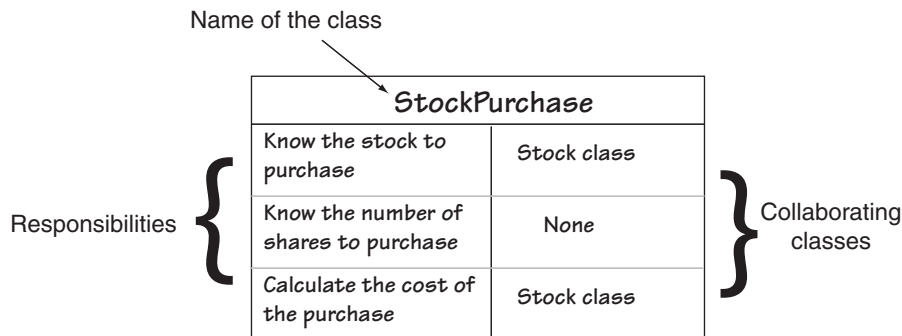 Name of the class
StockPurchase
Know the stock to
purchase
Stock class
Know the number of
shares to purchase
None
Calculate the cost of
the purchase
Stock class
Responsibilities
Collaborating
classes